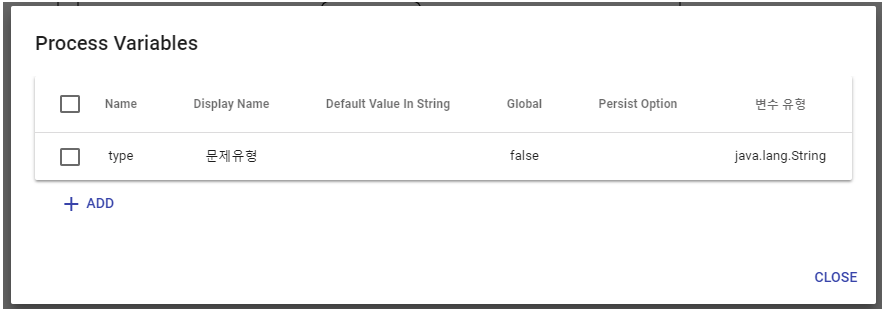 Process Variables
Name Display Name Default Value In String Global Persist Option 변수 유형
type 문제유형 false java.lang.String
+ ADD
CLOSE